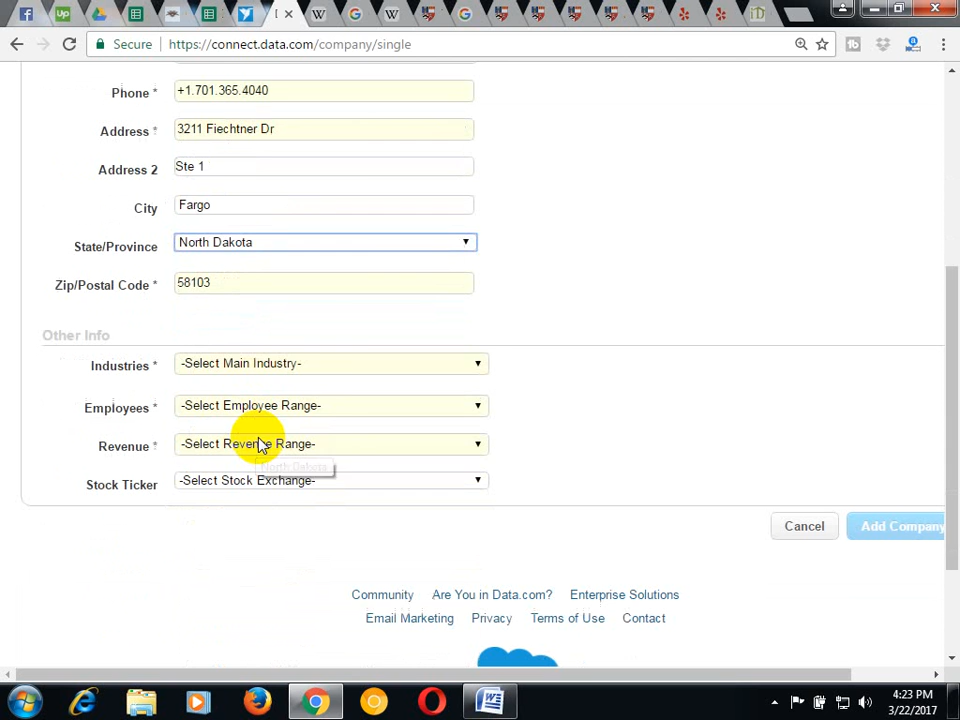 Secure
https://connect.data.com/company/single
Phone *
+1.701.365.4040
Address *
3211 Fiechtner Dr
Address 2
Ste 1
City
Fargo
State/Province
North Dakota
Zip/Postal Code *
58103
Other Info
Industries *
-Select Main Industry-
Employees *
-Select Employee Range-
Revenue *
-Select Revenue Range-
North Dakota
Stock Ticker
-Select Stock Exchange-
Cancel
Add Company
Community
Are You in Data.com?
Enterprise Solutions
Email Marketing
Privacy
Terms of Use
Contact
4:23 PM
3/22/2017